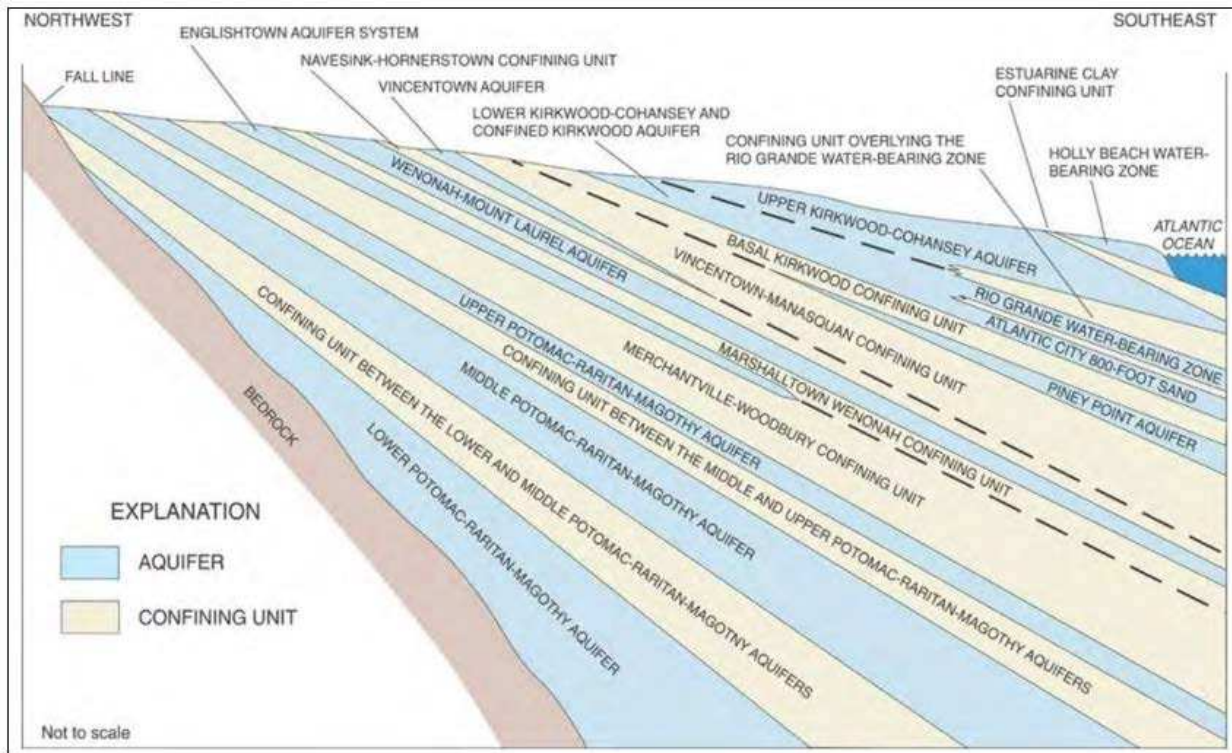 NORTHWEST
SOUTHEAST
ENGLISHTOWN AQUIFER SYSTEM
NAVESINK-HORNERSTOWN CONFINING UNIT
FALL LINE
VINCENTOWN AQUIFER
ESTUARINE CLAY
CONFINING UNIT
LOWER KIRKWOOD-COHANSEY AND
CONFINED KIRKWOOD AQUIFER
CONFINING UNIT OVERLYING THE
RIO GRANDE WATER-BEARING ZONE
HOLLY BEACH WATER-
BEARING ZONE
ATLANTIC
OCEAN
WENONAH-MOUNT LAUREL AQUIFER
UPPER KIRKWOOD-COHANSEY AQUIFER
BASAL KIRKWOOD CONFINING UNIT
VINCENTOWN-MANASQUAN CONFINING UNIT
RIO GRANDE WATER-BEARING ZONE
ATLANTIC CITY 800-FOOT SAND
PINEY POINT AQUIFER
MARSHALLTOWN WENONAH CONFINING UNIT
MERCHANTVILLE-WOODBURY CONFINING UNIT
UPPER POTOMAC-RARITAN-MAGOTHY AQUIFER
CONFINING UNIT BETWEEN THE MIDDLE AND UPPER POTOMAC-RARITAN-MAGOTHY AQUIFERS
MIDDLE POTOMAC-RARITAN-MAGOTHY AQUIFER
CONFINING UNIT BETWEEN THE LOWER AND MIDDLE POTOMAC-RARITAN-MAGOTNY AQUIFERS
LOWER POTOMAC-RARITAN-MAGOTHY AQUIFER
BEDROCK
EXPLANATION
AQUIFER
CONFINING UNIT
Not to scale